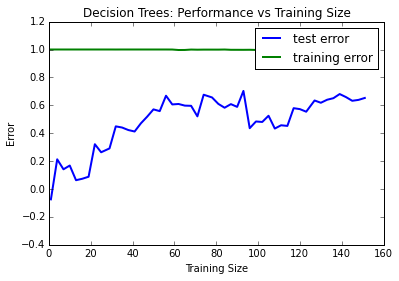 Decision Trees: Performance vs Training Size
1.2
1.0
0.8
0.6
0.4
0.2
0.0
−0.2
−0.4
Error
test error
training error
0 20 40 60 80 100 120 140 160
Training Size